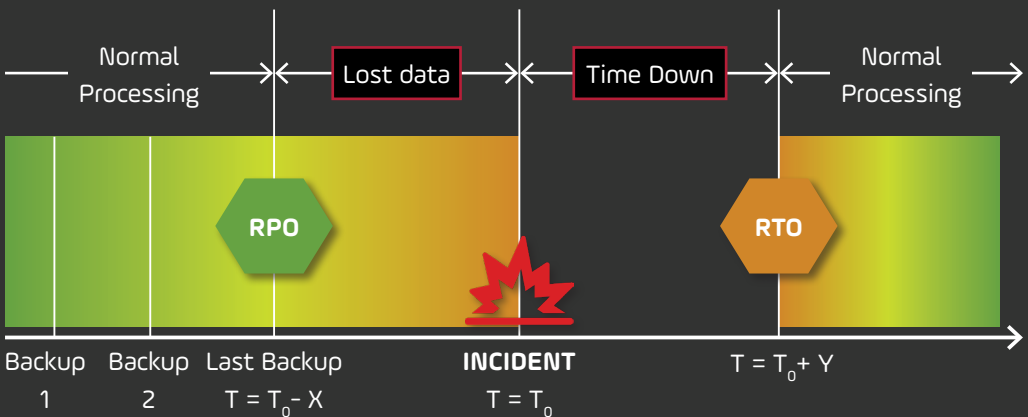 Normal
Processing
Lost data
Time Down
Normal
Processing
RPO
RTO
Backup
1
Backup
2
Last Backup
T = T₀- X
INCIDENT
T = T₀
T = T₀+ Y